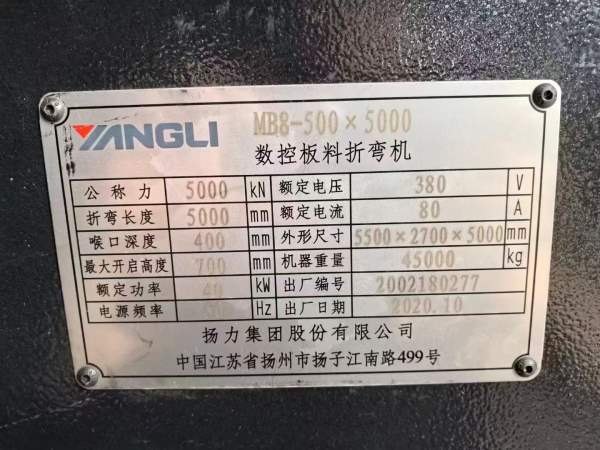 YANGLI MB8-500×5000
数控板料折弯机
公称力 5000 kN 额定电压 380 V
折弯长度 5000 mm 额定电流 80 A
喉口深度 400 mm 外形尺寸 5500×2700×5000 mm
最大开启高度 700 mm 机器重量 45000 kg
额定功率 40 kW 出厂编号 2002180277
电源频率 Hz 出厂日期 2020.10
扬力集团股份有限公司
中国江苏省扬州市扬子江南路499号